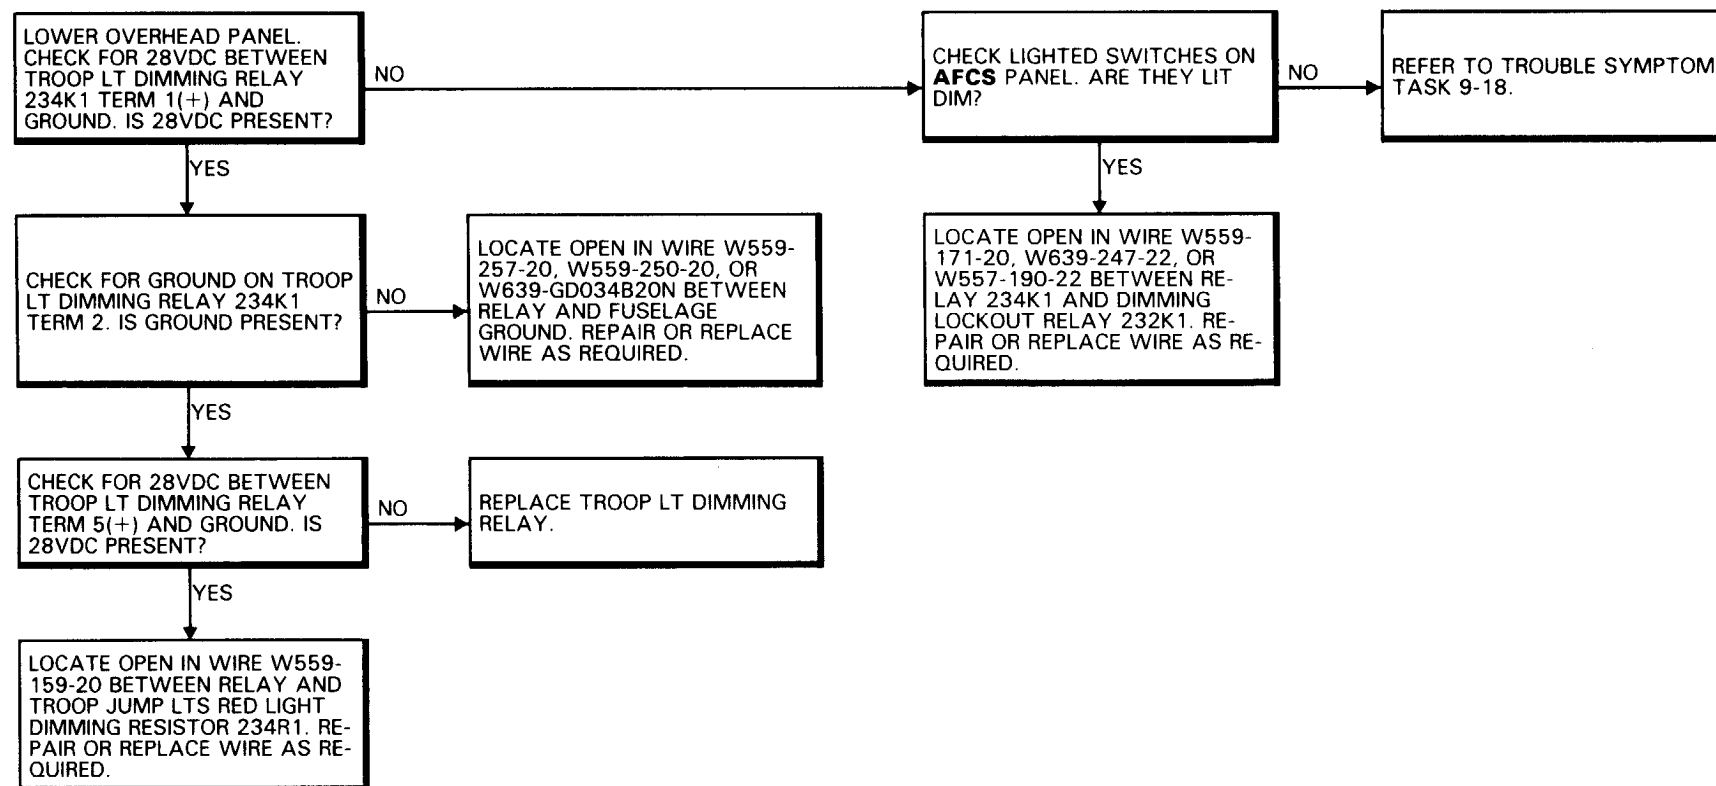 LOWER OVERHEAD PANEL.
CHECK FOR 28VDC BETWEEN
TROOP LT DIMMING RELAY
234K1 TERM 1(+) AND
GROUND. IS 28VDC PRESENT?
NO
CHECK LIGHTED SWITCHES ON
AFCS PANEL. ARE THEY LIT
DIM?
NO
REFER TO TROUBLE SYMPTOM
TASK 9-18.
YES
YES
CHECK FOR GROUND ON TROOP
LT DIMMING RELAY 234K1
TERM 2. IS GROUND PRESENT?
NO
LOCATE OPEN IN WIRE W559-
257-20, W559-250-20, OR
W639-GD034B20N BETWEEN
RELAY AND FUSELAGE
GROUND. REPAIR OR REPLACE
WIRE AS REQUIRED.
LOCATE OPEN IN WIRE W559-
171-20, W639-247-22, OR
W557-190-22 BETWEEN RE-
LAY 234K1 AND DIMMING
LOCKOUT RELAY 232K1. RE-
PAIR OR REPLACE WIRE AS RE-
QUIRED.
YES
CHECK FOR 28VDC BETWEEN
TROOP LT DIMMING RELAY
TERM 5(+) AND GROUND. IS
28VDC PRESENT?
NO
REPLACE TROOP LT DIMMING
RELAY.
YES
LOCATE OPEN IN WIRE W559-
159-20 BETWEEN RELAY AND
TROOP JUMP LTS RED LIGHT
DIMMING RESISTOR 234R1. RE-
PAIR OR REPLACE WIRE AS RE-
QUIRED.